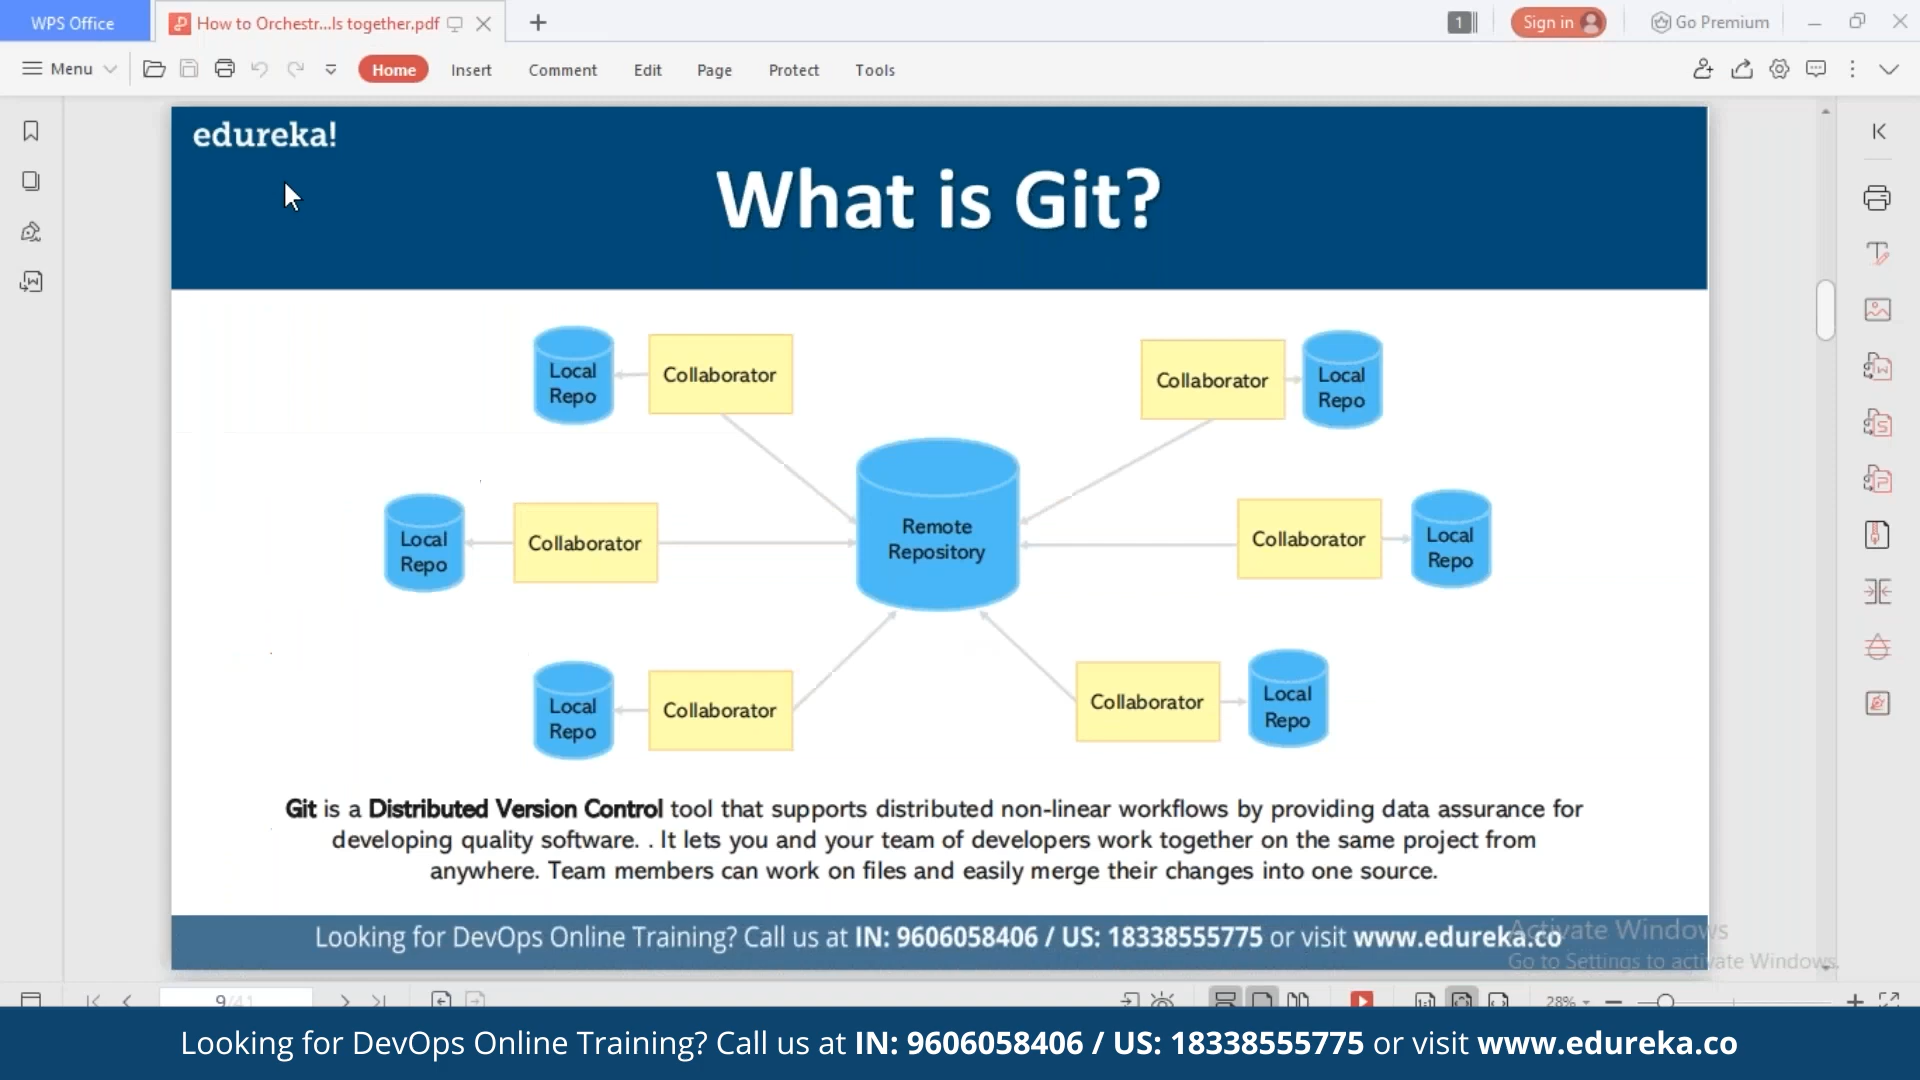 WPS Office
How to Orchestr...ls together.pdf
1
Sign in
Go Premium
Menu
Home
Insert
Comment
Edit
Page
Protect
Tools
edureka!
What is Git?
Local
Repo
Collaborator
Collaborator
Local
Repo
Remote
Repository
Local
Repo
Collaborator
Collaborator
Local
Repo
Local
Repo
Collaborator
Collaborator
Local
Repo
Git is a Distributed Version Control tool that supports distributed non-linear workflows by providing data assurance for
developing quality software. . It lets you and your team of developers work together on the same project from
anywhere. Team members can work on files and easily merge their changes into one source.
Looking for DevOps Online Training? Call us at IN: 9606058406 / US: 18338555775 or visit www.edureka.co
Activate Windows
Go to Settings to activate Windows.
9/41
28%
Looking for DevOps Online Training? Call us at IN: 9606058406 / US: 18338555775 or visit www.edureka.co